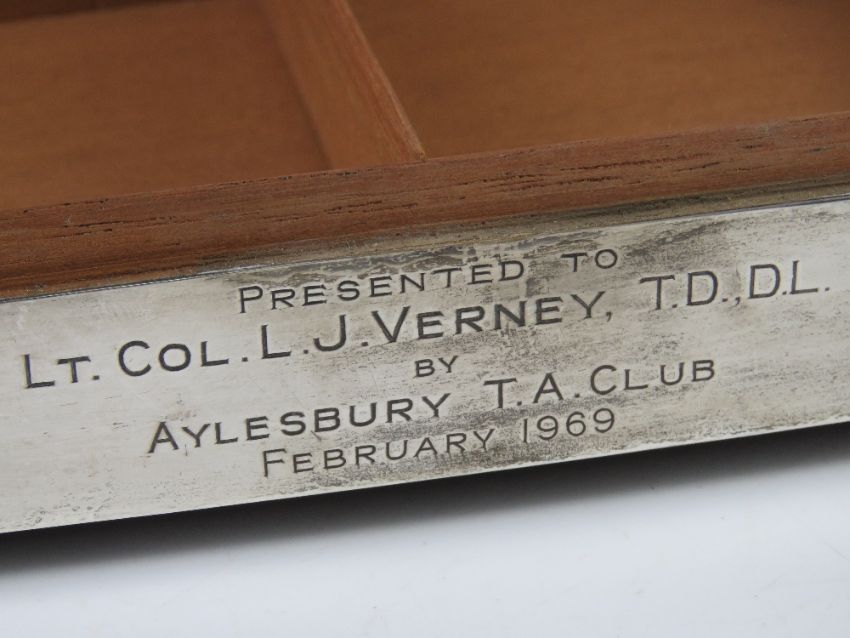 PRESENTED TO
LT. COL. L. J. VERNEY, T.D., D.L.
BY
AYLESBURY T. A. CLUB
FEBRUARY 1969